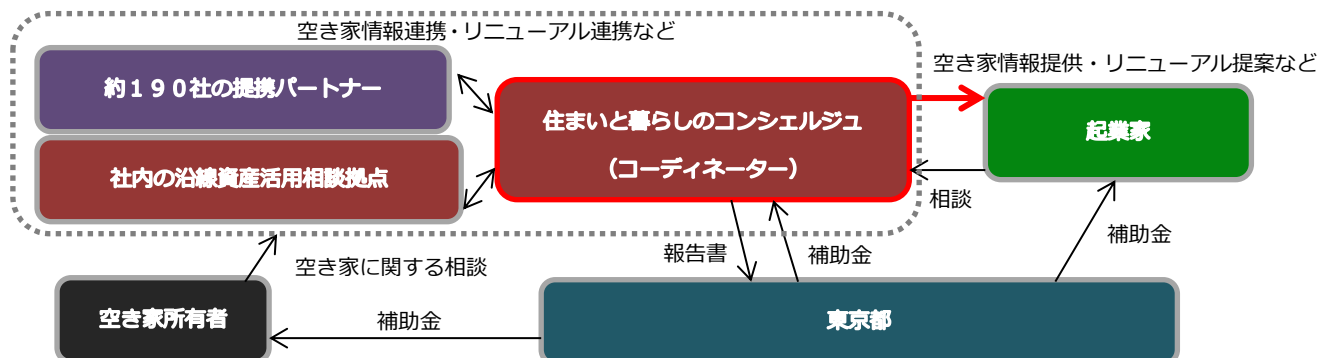 空き家情報連携・リニューアル連携など
約１９０社の提携パートナー
社内の沿線資産活用相談拠点
住まいと暮らしのコンシェルジュ
（コーディネーター）
空き家情報提供・リニューアル提案など
起業家
相談
補助金
報告書
補助金
空き家に関する相談
空き家所有者
補助金
東京都